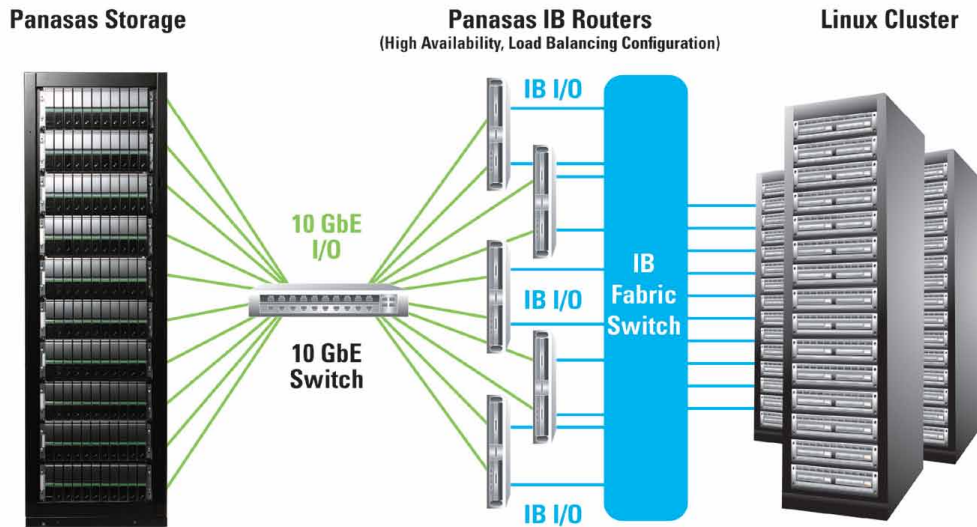 Panasas Storage
Panasas IB Routers
(High Availability, Load Balancing Configuration)
Linux Cluster
IB I/O
10 GbE
I/O
IB I/O
IB
Fabric
Switch
10 GbE
Switch
IB I/O